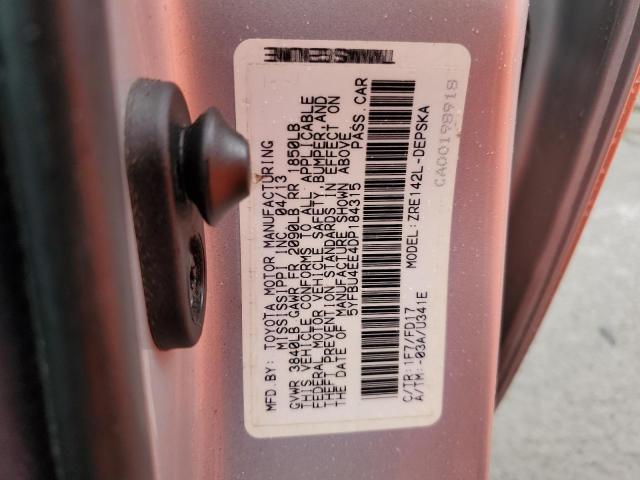 MFD BY: TOYOTA MOTOR MANUFACTURING
MISSISSIPPI INC. 04/13
GVWR 3840LB GAWR FR 2090LB RR 1850LB
THIS VEHICLE CONFORMS TO ALL APPLICABLE
FEDERAL MOTOR VEHICLE SAFETY, BUMPER, AND
THEFT PREVENTION STANDARDS IN EFFECT ON
THE DATE OF MANUFACTURE SHOWN ABOVE.
5YFBU4EE4DP184315 PASS.CAR
C/TR:1F7/FD17 MODEL:ZRE142L-DEPSKA
A/TM:-03A/U341E
CA00198918